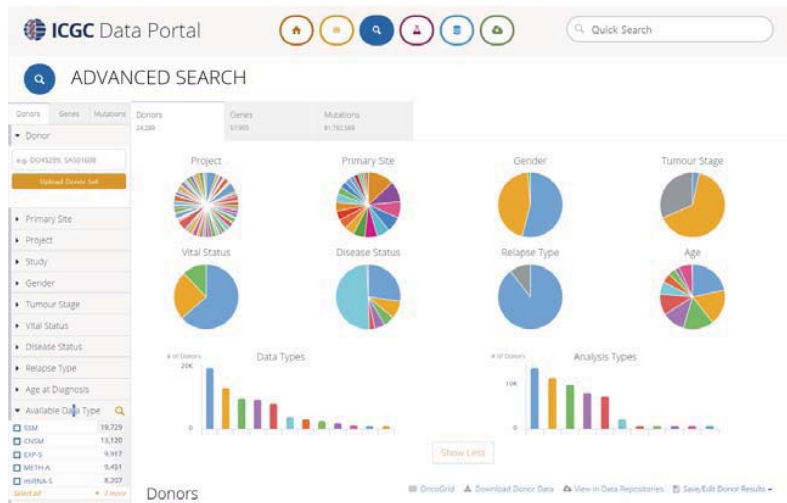 ICGC Data Portal
Quick Search
ADVANCED SEARCH
Donors Genes Mutations
Donors
24,289
Genes
57,905
Mutations
81,782,588
Donor
e.g. DO45299, SA501608
Upload Donor Set
Primary Site
Project
Study
Gender
Tumour Stage
Vital Status
Disease Status
Relapse Type
Age at Diagnosis
Available Data Type
SSM 19,729
CNSM 13,120
EXP-S 9,917
METH-A 9,451
miRNA-S 8,207
Select all 7 more
Project Primary Site Gender Tumour Stage
Vital Status Disease Status Relapse Type Age
# of Donors Data Types
20K
0
# of Donors Analysis Types
10K
0
Show Less
Donors
OncoGrid Download Donor Data View in Data Repositories Save/Edit Donor Results